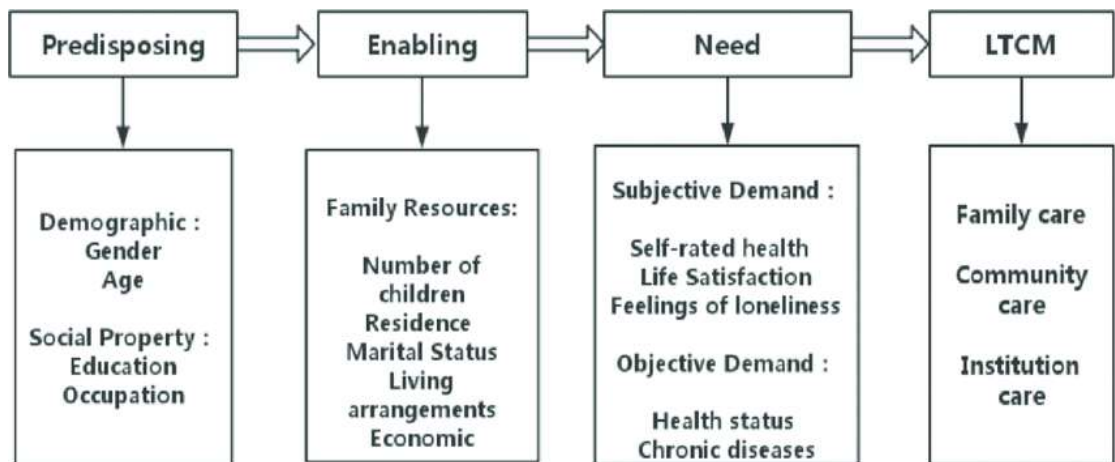 Predisposing
Enabling
Need
LTCM
Demographic :
Gender
Age
Social Property :
Education
Occupation
Family Resources:
Number of
children
Residence
Marital Status
Living
arrangements
Economic
Subjective Demand :
Self-rated health
Life Satisfaction
Feelings of loneliness
Objective Demand :
Health status
Chronic diseases
Family care
Community
care
Institution
care